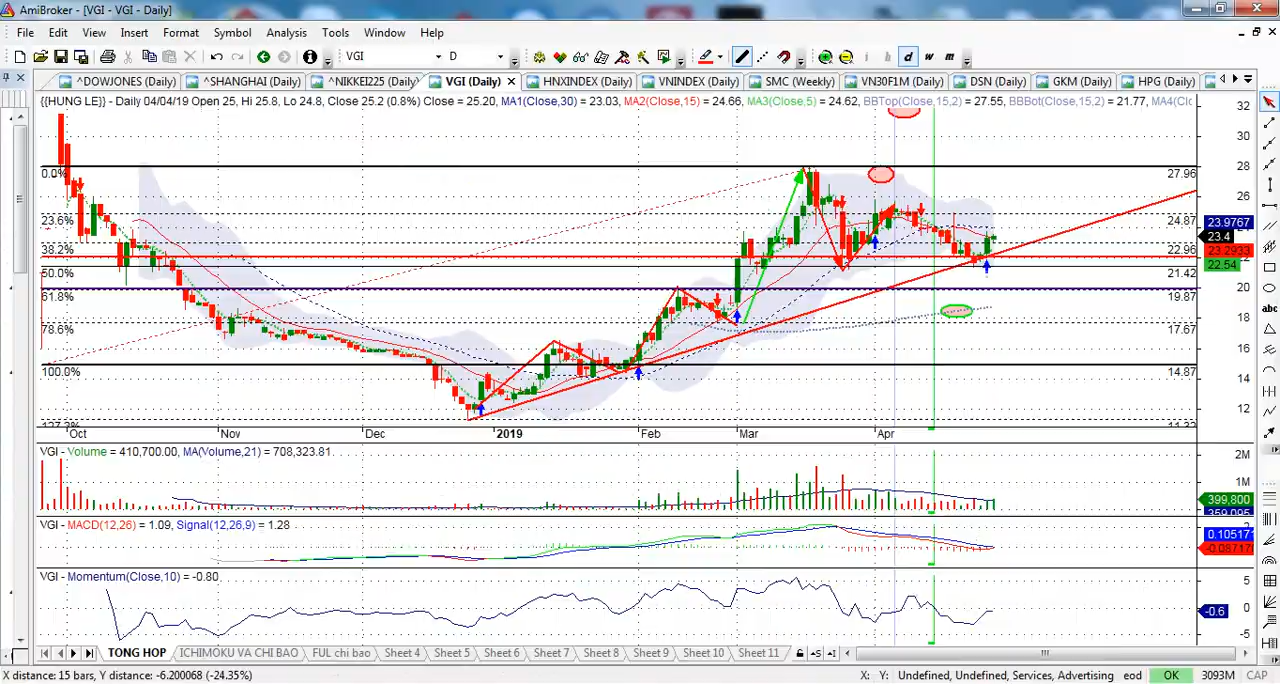 AmiBroker - [VGI - VGI - Daily]
File Edit View Insert Format Symbol Analysis Tools Window Help
VGI D i h d w m
^DOWJONES (Daily) ^SHANGHAI (Daily) ^NIKKEI225 (Daily) VGI (Daily) HNXINDEX (Daily) VNINDEX (Daily) SMC (Weekly) VN30F1M (Daily) DSN (Daily) GKM (Daily) HPG (Daily)
{{HUNG LE}} - Daily 04/04/19 Open 25, Hi 25.8, Lo 24.8, Close 25.2 (0.8%) Close = 25.20, MA1(Close,30) = 23.03, MA2(Close,15) = 24.66, MA3(Close,5) = 24.62, BBTop(Close,15,2) = 27.55, BBBot(Close,15,2) = 21.77, MA4(Clc
32
30
28
0.0% 27.96
26
23.6% 24.87
23.9767
23.4
38.2% 22.96
23.2933
22.54
50.0% 21.42
20
61.8% 19.87
18
78.6% 17.67
16
100.0% 14.87
14
12
Oct Nov Dec 2019 Feb Mar Apr
VGI - Volume = 410,700.00, MA(Volume,21) = 708,323.81
2M
1M
399,800
VGI - MACD(12,26) = 1.09, Signal(12,26,9) = 1.28
0.10517
-0.08717
VGI - Momentum(Close,10) = -0.80
5
0
-0.6
-5
TONG HOP ICHIMOKU VA CHI BAO FUL chi bao Sheet 4 Sheet 5 Sheet 6 Sheet 7 Sheet 8 Sheet 9 Sheet 10 Sheet 11
X distance: 15 bars, Y distance: -6.200068 (-24.35%) X: Y: Undefined, Undefined, Services, Advertising eod OK 3093M CAP